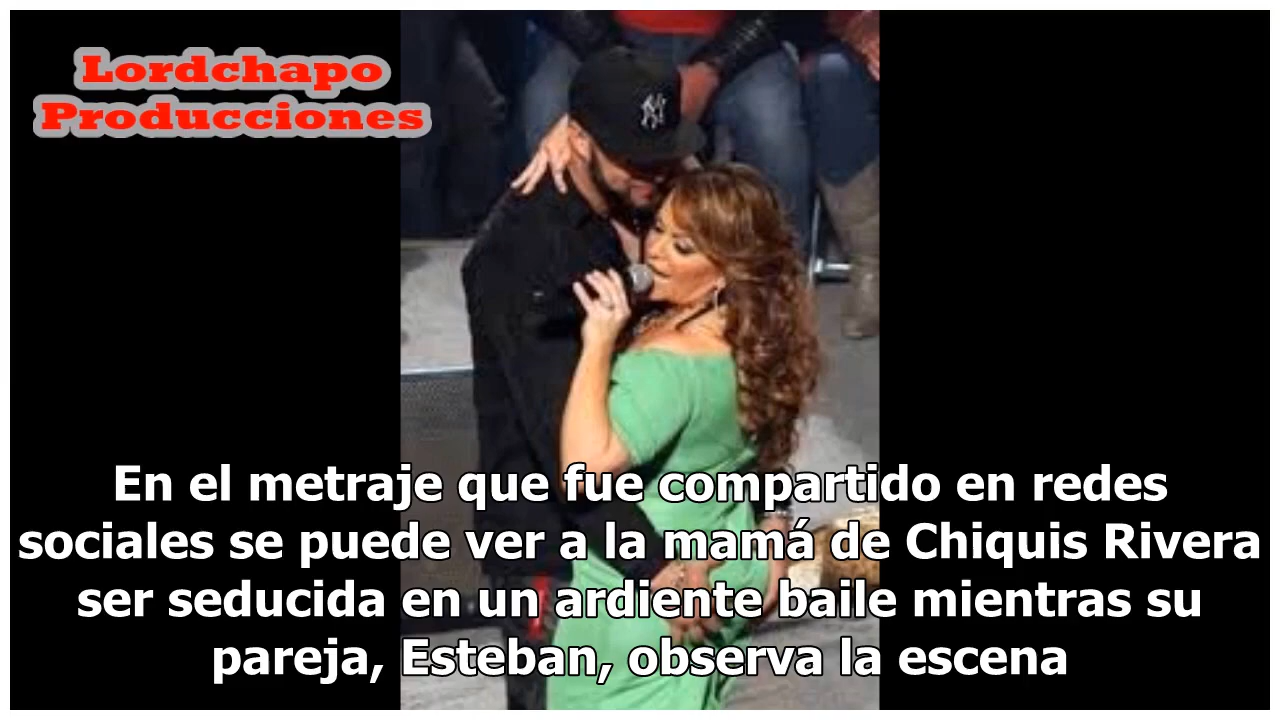 Lordchapo
Producciones
En el metraje que fue compartido en redes
sociales se puede ver a la mamá de Chiquis Rivera
ser seducida en un ardiente baile mientras su
pareja, Esteban, observa la escena